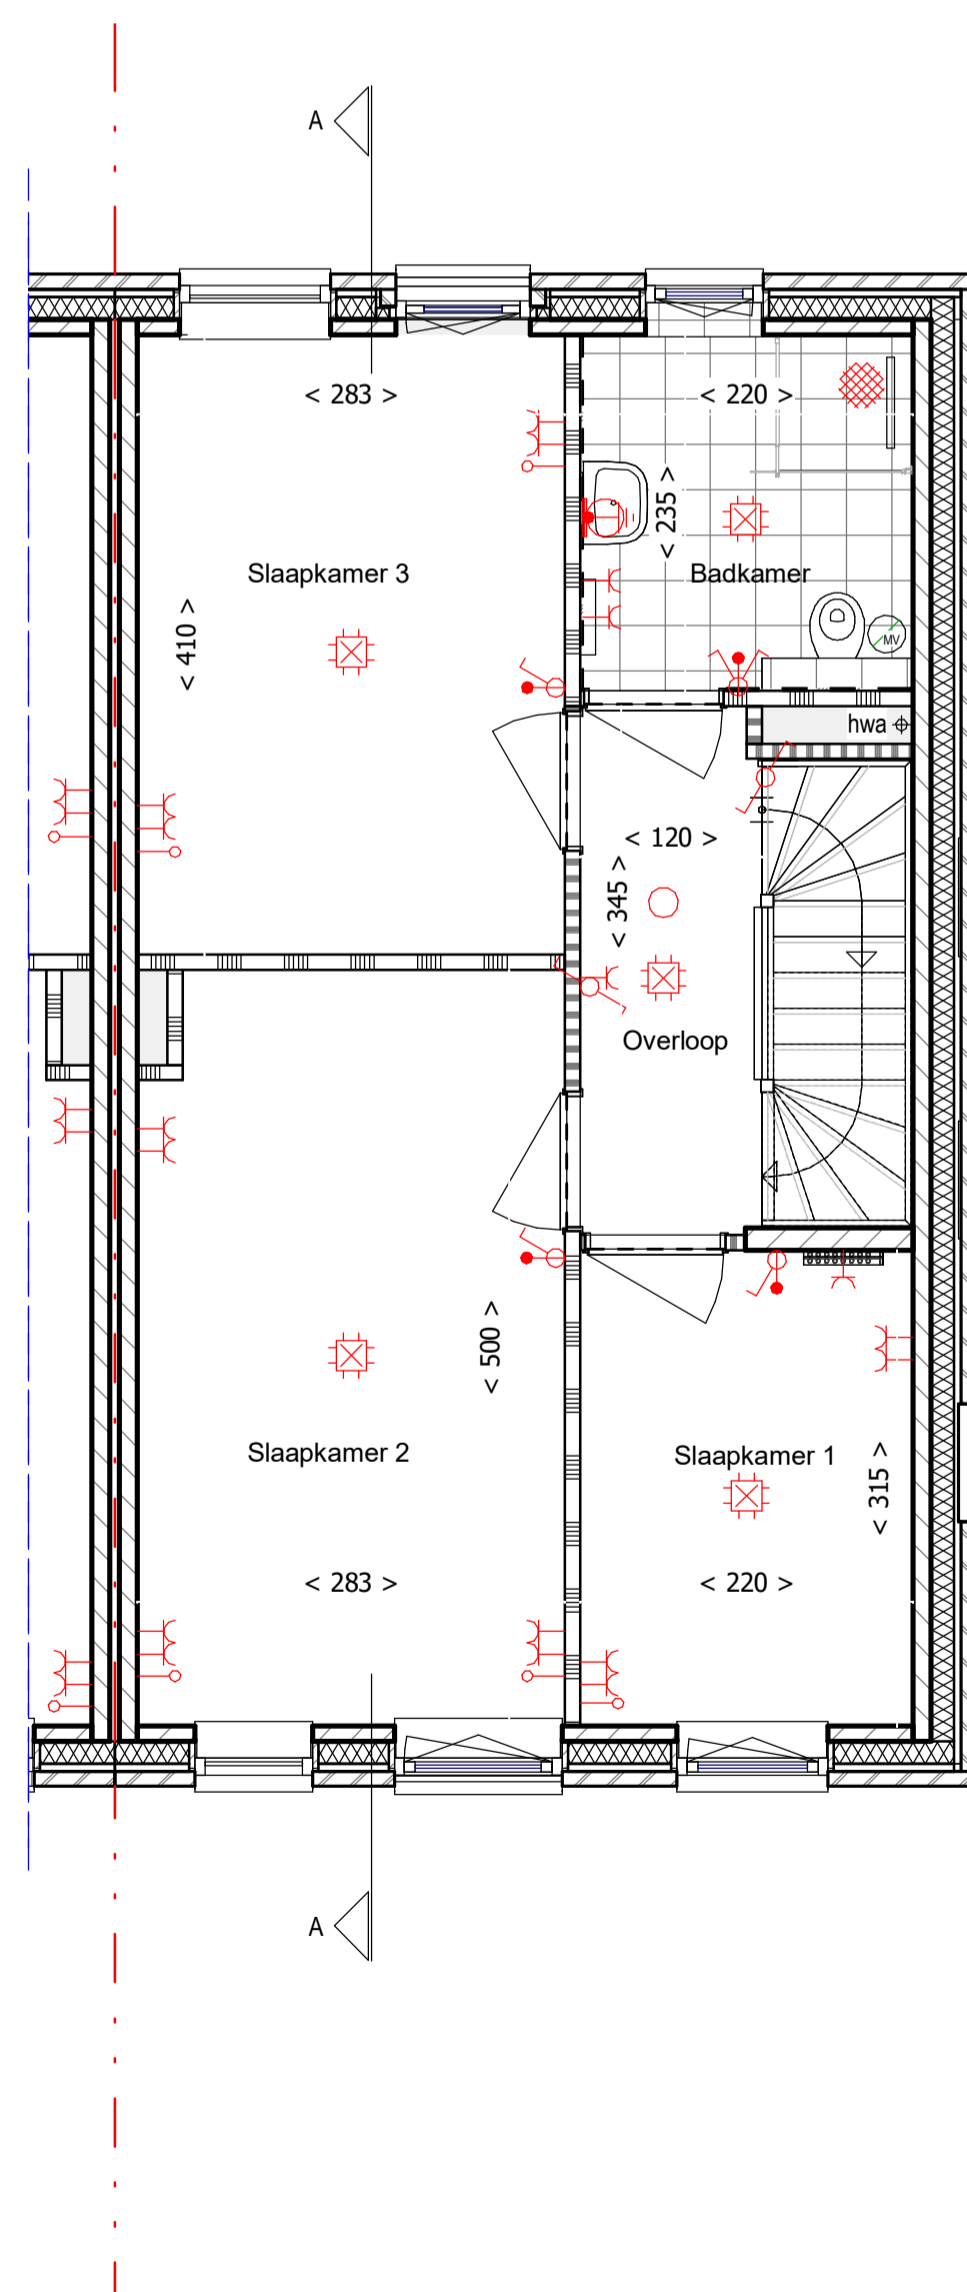 A
< 283 >
< 220 >
< 235 >
Slaapkamer 3
Badkamer
< 410 >
MV
hwa
< 120 >
< 345 >
Overloop
< 500 >
Slaapkamer 2
Slaapkamer 1
< 315 >
< 283 >
< 220 >
A